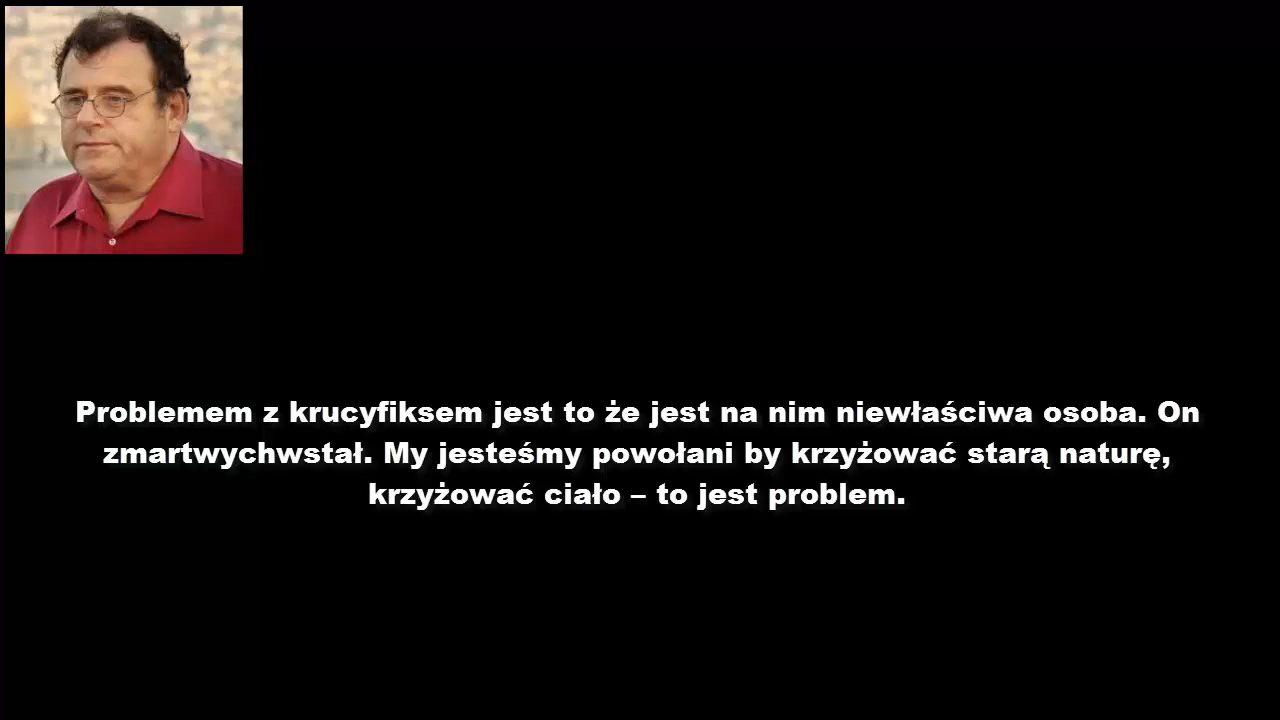 Problemem z krucyfiksem jest to że jest na nim niewłaściwa osoba. On
zmartwychwstał. My jesteśmy powołani by krzyżować starą naturę,
krzyżować ciało – to jest problem.